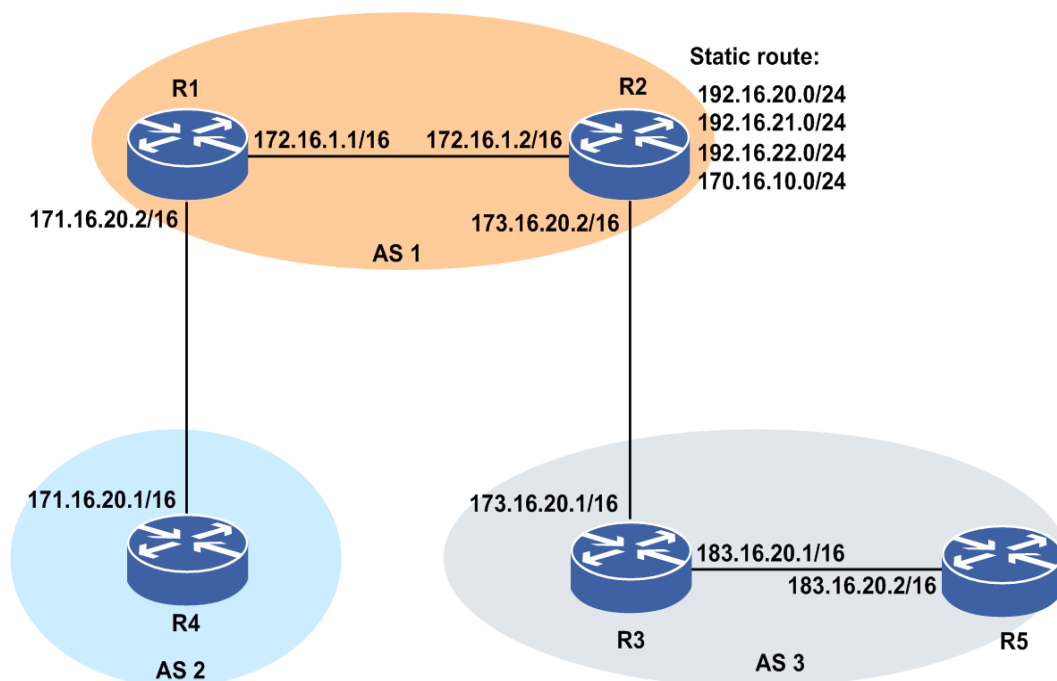 Static route:
R1
R2
192.16.20.0/24
192.16.21.0/24
172.16.1.1/16
172.16.1.2/16
192.16.22.0/24
170.16.10.0/24
171.16.20.2/16
173.16.20.2/16
AS 1
171.16.20.1/16
173.16.20.1/16
183.16.20.1/16
183.16.20.2/16
R4
R3
R5
AS 2
AS 3